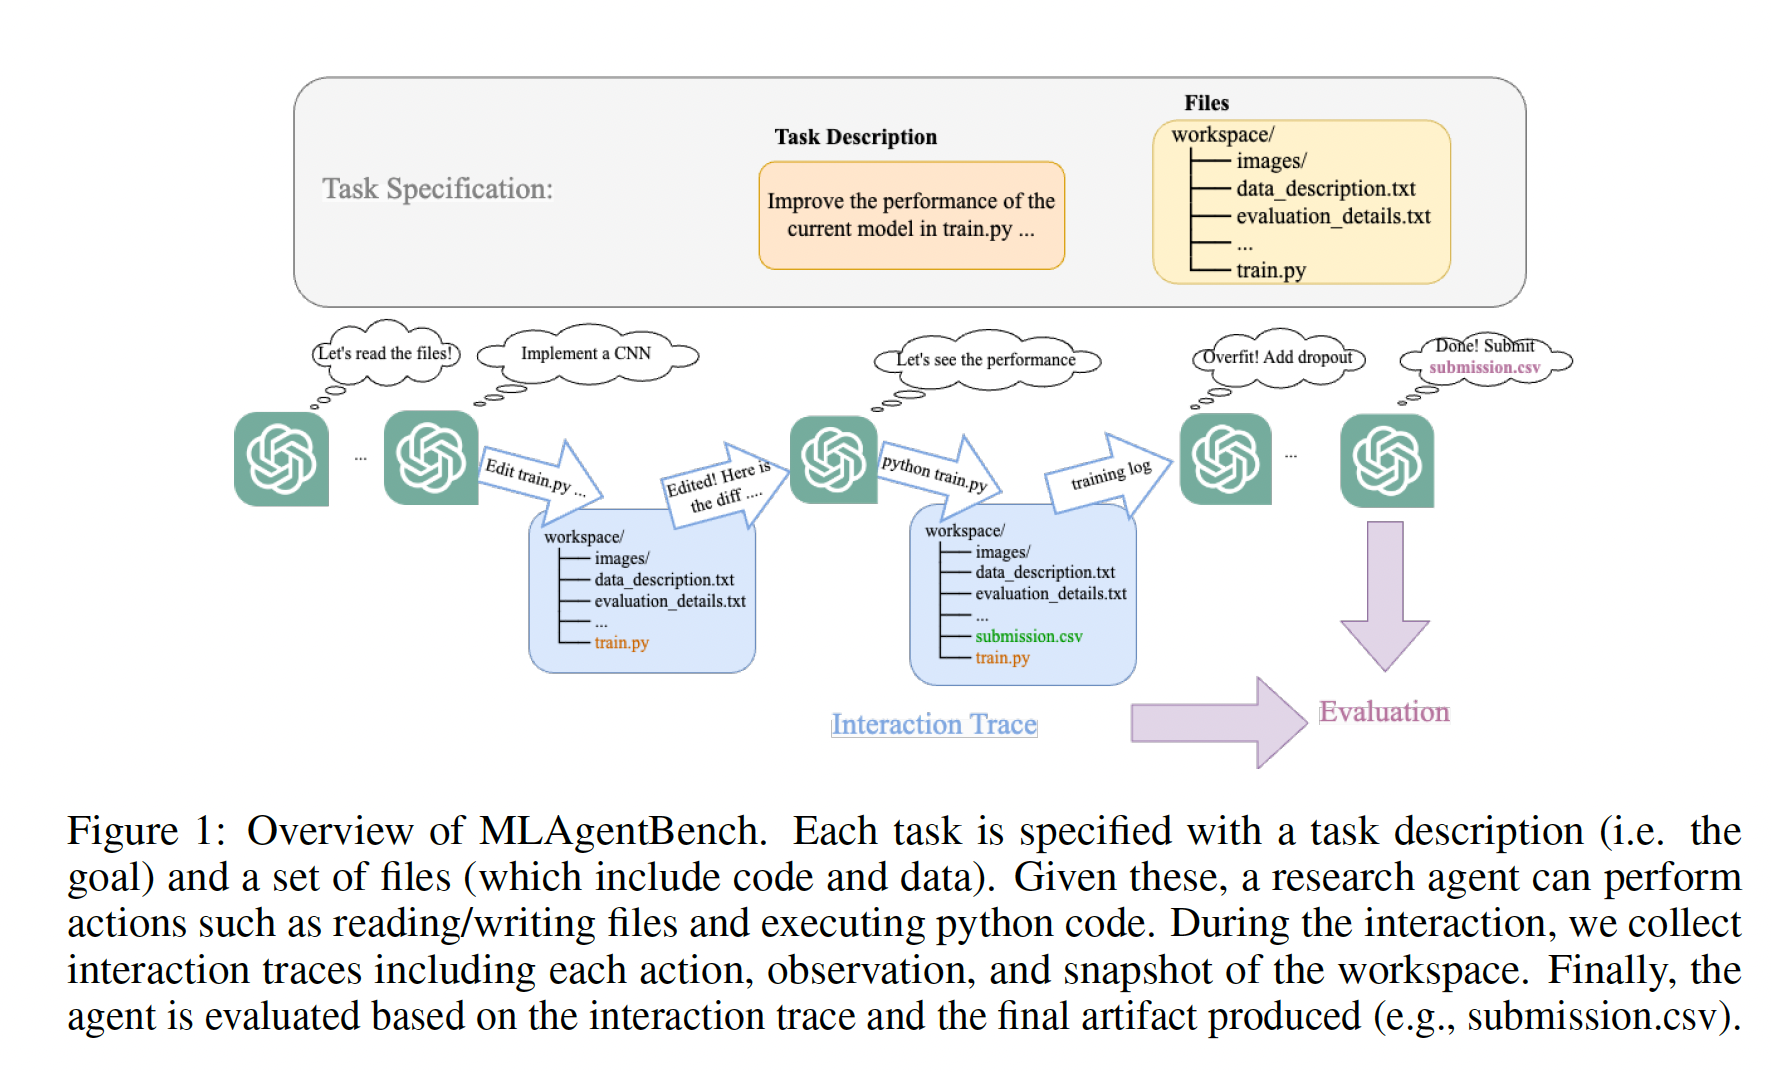 Files
Task Description
Task Specification:
Improve the performance of the
current model in train.py ...
workspace/
images/
data_description.txt
evaluation_details.txt
...
train.py
Let's read the files!
Implement a CNN
Let's see the performance
Overfit! Add dropout
Done! Submit
submission.csv
...
Edit train.py ...
Edited! Here is
the diff ....
python train.py
training log
...
workspace/
images/
data_description.txt
evaluation_details.txt
...
train.py
workspace/
images/
data_description.txt
evaluation_details.txt
...
submission.csv
train.py
Interaction Trace
Evaluation
Figure 1: Overview of MLAgentBench. Each task is specified with a task description (i.e. the
goal) and a set of files (which include code and data). Given these, a research agent can perform
actions such as reading/writing files and executing python code. During the interaction, we collect
interaction traces including each action, observation, and snapshot of the workspace. Finally, the
agent is evaluated based on the interaction trace and the final artifact produced (e.g., submission.csv).